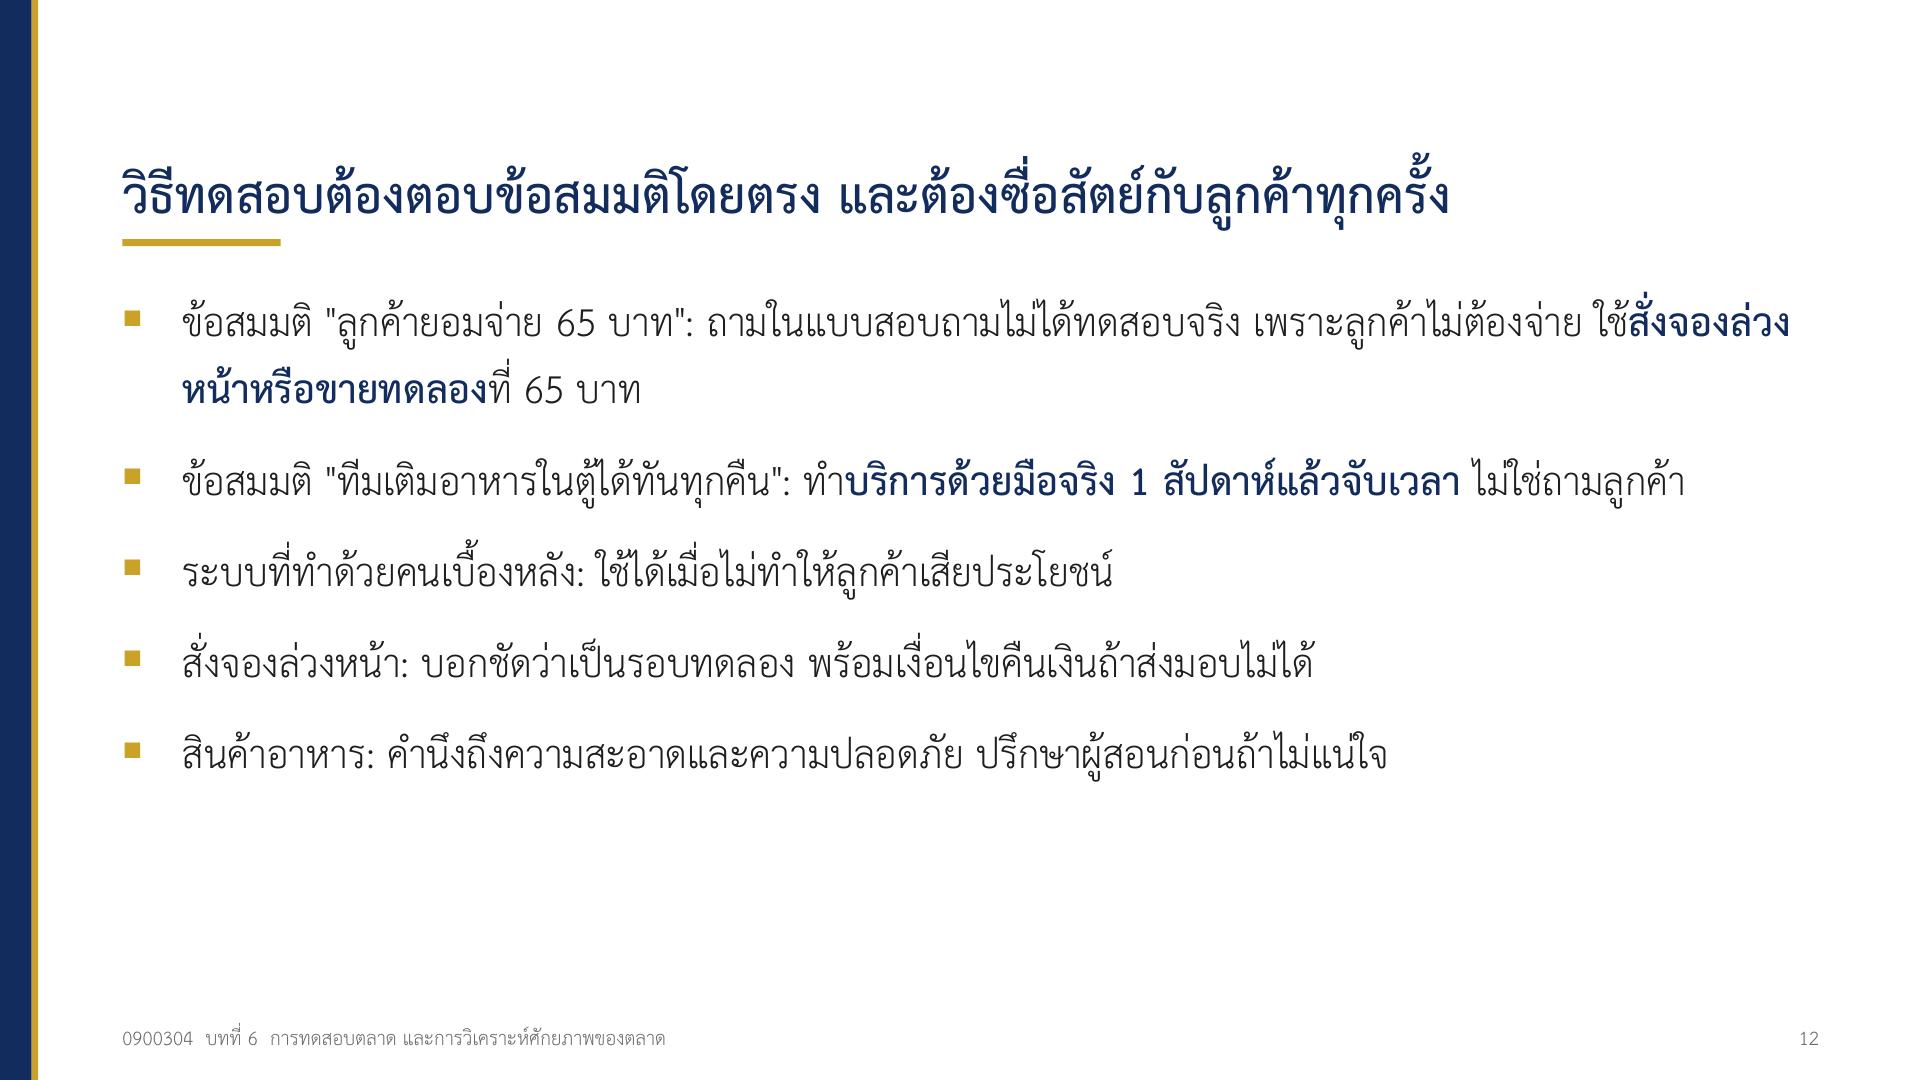 วิธีทดสอบต้องตอบข้อสมมติโดยตรง และต้องซื่อสัตย์กับลูกค้าทุกครั้ง
ข้อสมมติ "ลูกค้ายอมจ่าย 65 บาท": ถามในแบบสอบถามไม่ได้ทดสอบจริง เพราะลูกค้าไม่ต้องจ่าย ใช้สั่งจองล่วง
หน้าหรือขายทดลองที่ 65 บาท
ข้อสมมติ "ทีมเติมอาหารในตู้ได้ทันทุกคืน": ทำบริการด้วยมือจริง 1 สัปดาห์แล้วจับเวลา ไม่ใช่ถามลูกค้า
ระบบที่ทำด้วยคนเบื้องหลัง: ใช้ได้เมื่อไม่ทำให้ลูกค้าเสียประโยชน์
สั่งจองล่วงหน้า: บอกชัดว่าเป็นรอบทดลอง พร้อมเงื่อนไขคืนเงินถ้าส่งมอบไม่ได้
สินค้าอาหาร: คำนึงถึงความสะอาดและความปลอดภัย ปรึกษาผู้สอนก่อนถ้าไม่แน่ใจ
0900304 บทที่ 6 การทดสอบตลาด และการวิเคราะห์ศักยภาพของตลาด
12